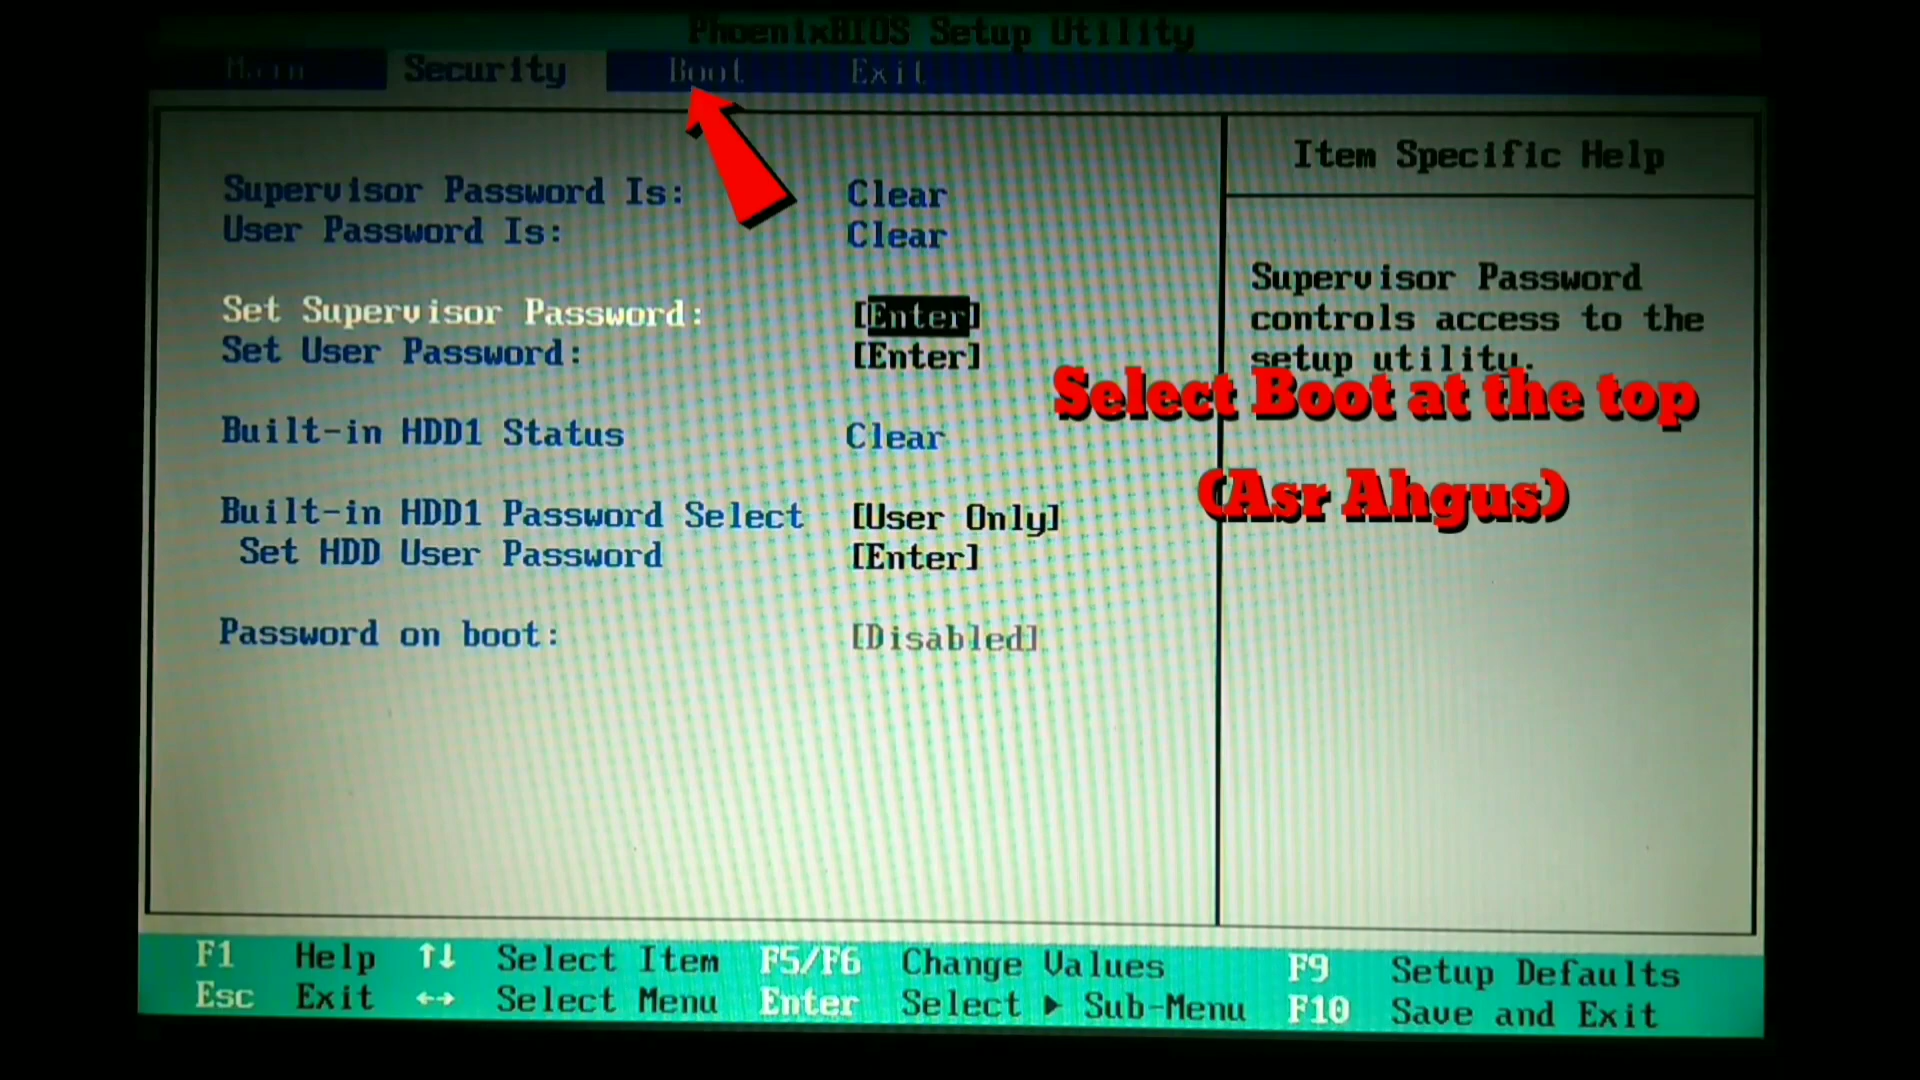 PhoenixBIOS Setup Utility
Main Security Boot Exit
Item Specific Help
Supervisor Password Is: Clear
User Password Is: Clear
Set Supervisor Password: [Enter]
Set User Password: [Enter]
Built-in HDD1 Status Clear
Built-in HDD1 Password Select [User Only]
Set HDD User Password [Enter]
Password on boot: [Disabled]
Supervisor Password
controls access to the
setup utility.
Select Boot at the top
(Asr Ahgus)
F1 Help ↑↓ Select Item F5/F6 Change Values F9 Setup Defaults
Esc Exit ↔ Select Menu Enter Select ▶ Sub-Menu F10 Save and Exit